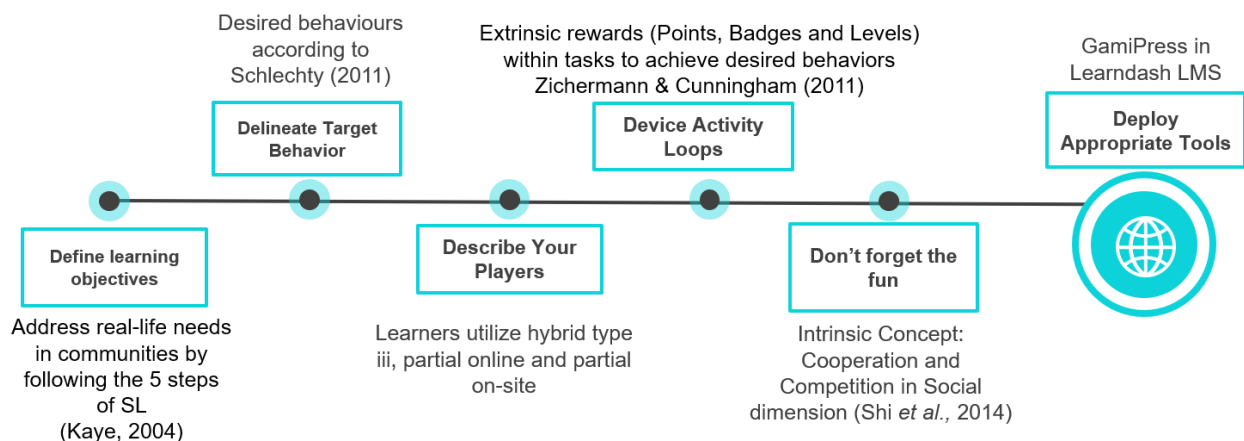 Desired behaviours
according to
Schlechty (2011)
Delineate Target
Behavior
Extrinsic rewards (Points, Badges and Levels)
within tasks to achieve desired behaviors
Zichermann & Cunningham (2011)
Device Activity
Loops
GamiPress in
Learndash LMS
Deploy
Appropriate Tools
Define learning
objectives
Address real-life needs
in communities by
following the 5 steps
of SL
(Kaye, 2004)
Describe Your
Players
Learners utilize hybrid type
iii, partial online and partial
on-site
Don’t forget the
fun
Intrinsic Concept:
Cooperation and
Competition in Social
dimension (Shi et al., 2014)